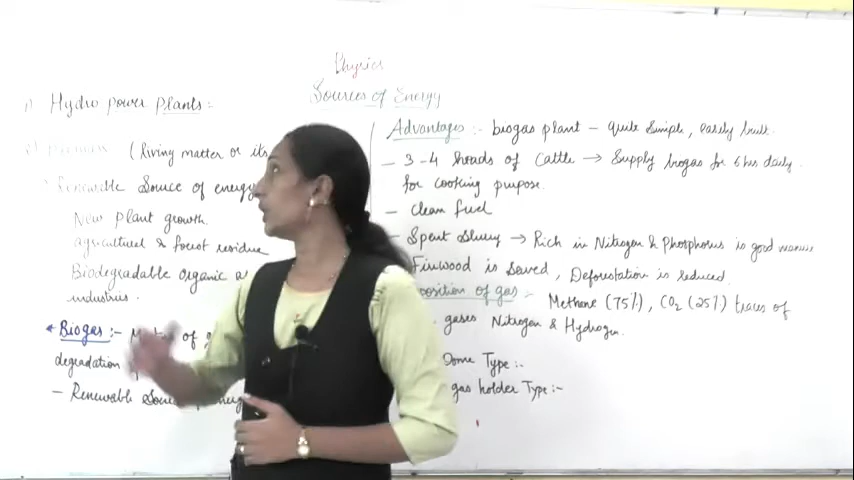 Physics
Sources of Energy
1) Hydro power plants :-
2) Biomass (living matter or its
Renewable Source of energy
New plant growth.
agricultural & forest residue
Biodegradable organic
industries.
* Biogas :- of
degradation
- Renewable Source
Advantages :- biogas plant - quite simple, easily built.
- 3-4 heads of cattle → Supply biogas for 6 hrs daily
for cooking purpose.
- clean fuel
- Spent slurry → Rich in Nitrogen & phosphorus is good
Firewood is saved, Deforestation is reduced.
position of gas :- Methane (75%), CO2 (25%) traces of
gases Nitrogen & Hydrogen.
Dome Type :-
gas holder Type :-